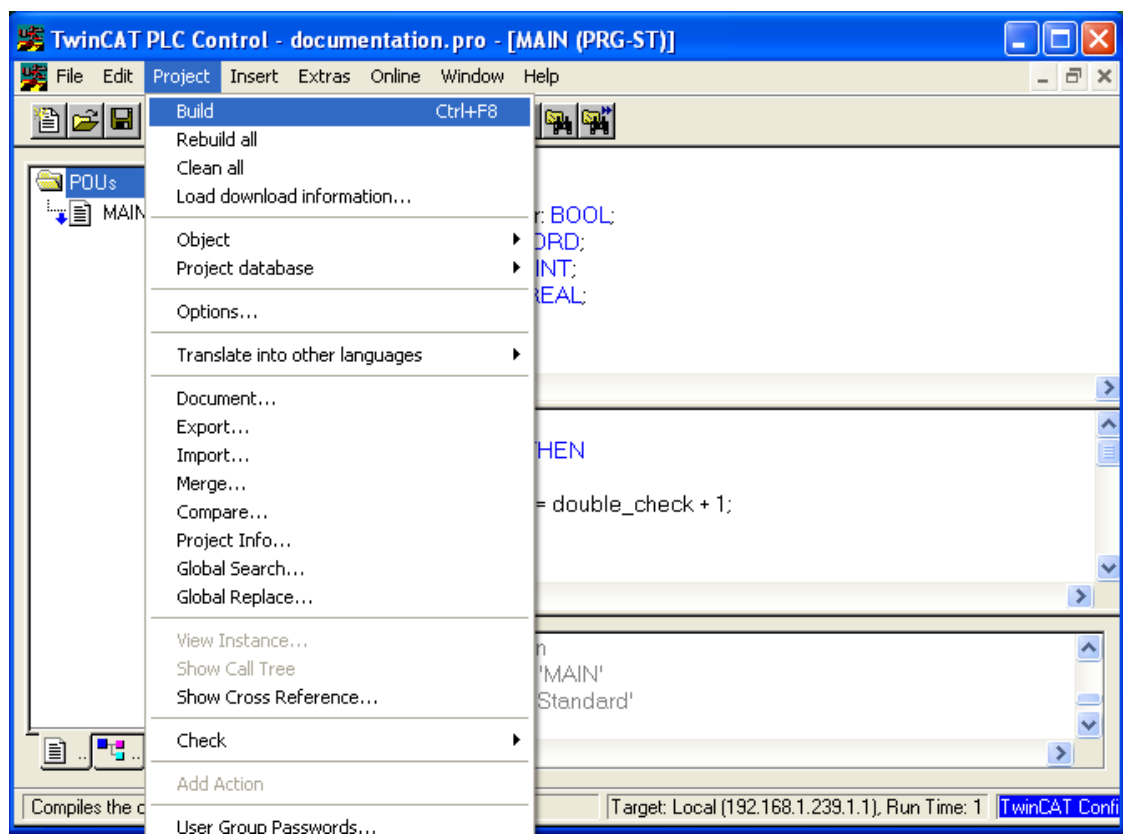 TwinCAT PLC Control - documentation.pro - [MAIN (PRG-ST)]
File Edit Project Insert Extras Online Window Help
Build Ctrl+F8
Rebuild all
Clean all
Load download information...
Object
Project database
Options...
Translate into other languages
Document...
Export...
Import...
Merge...
Compare...
Project Info...
Global Search...
Global Replace...
View Instance...
Show Call Tree
Show Cross Reference...
Check
Add Action
User Group Passwords...
POUs
MAIN
r: BOOL;
ORD;
INT;
REAL;
THEN
= double_check + 1;
n
'MAIN'
Standard'
..
..
Compiles the c
Target: Local (192.168.1.239.1.1), Run Time: 1
TwinCAT Confi